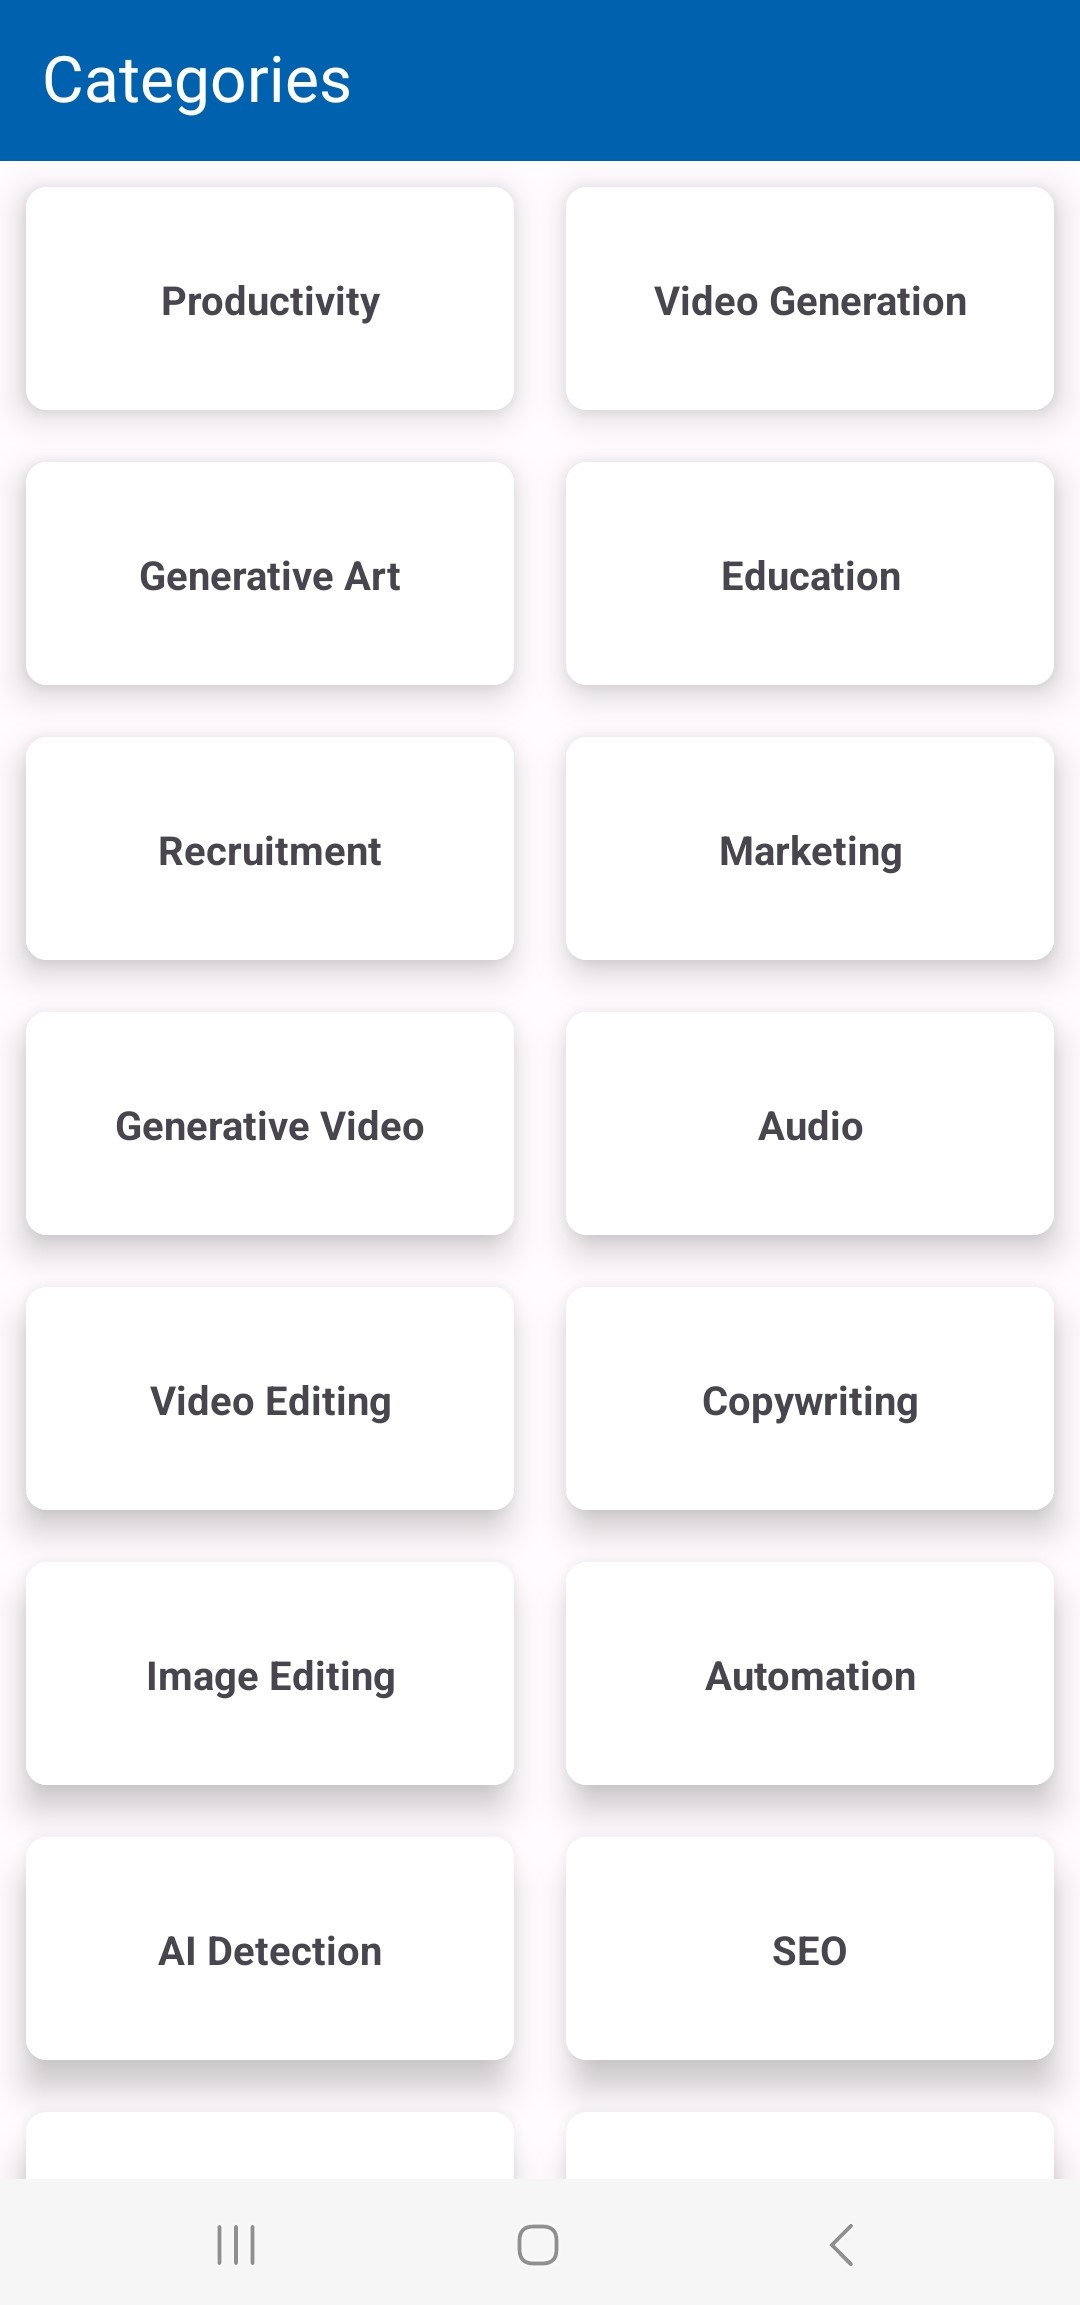 Categories
Productivity
Video Generation
Generative Art
Education
Recruitment
Marketing
Generative Video
Audio
Video Editing
Copywriting
Image Editing
Automation
AI Detection
SEO